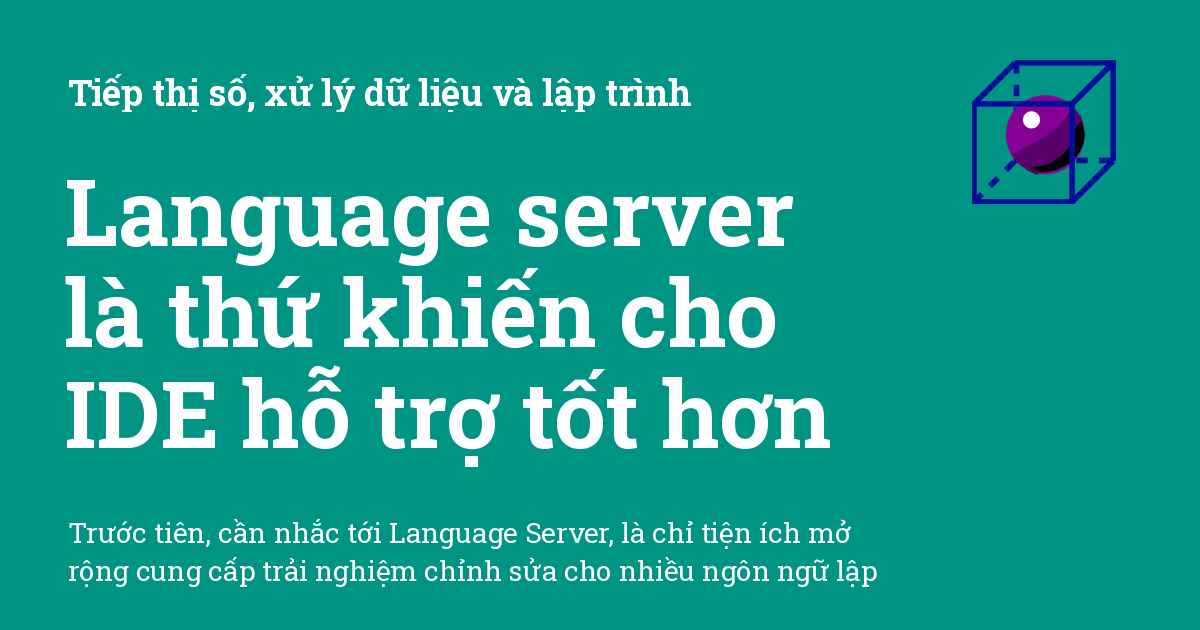 Tiếp thị số, xử lý dữ liệu và lập trình
Language server
là thứ khiến cho
IDE hỗ trợ tốt hơn
Trước tiên, cần nhắc tới Language Server, là chỉ tiện ích mở
rộng cung cấp trải nghiệm chỉnh sửa cho nhiều ngôn ngữ lập